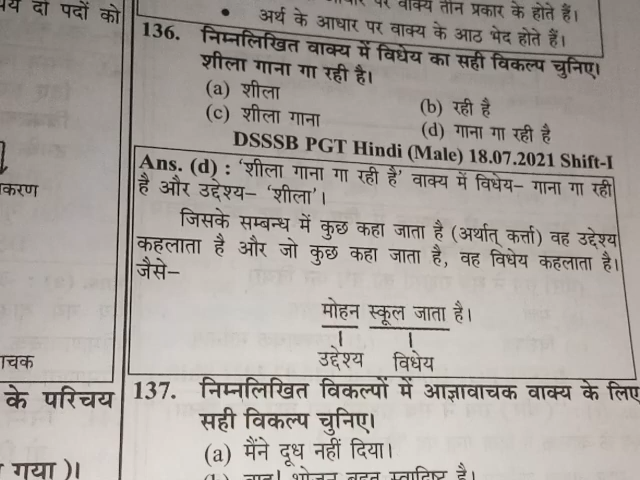 पदों को
वाक्य तीन प्रकार के होते हैं।
• अर्थ के आधार पर वाक्य के आठ भेद होते हैं।
136. निम्नलिखित वाक्य में विधेय का सही विकल्प चुनिए।
शीला गाना गा रही है।
(a) शीला
(b) रही है
(c) शीला गाना
(d) गाना गा रही है
DSSSB PGT Hindi (Male) 18.07.2021 Shift-I
Ans. (d) : 'शीला गाना गा रही है' वाक्य में विधेय– गाना गा रही
है और उद्देश्य– 'शीला'।
जिसके सम्बन्ध में कुछ कहा जाता है (अर्थात् कर्त्ता) वह उद्देश्य
कहलाता है और जो कुछ कहा जाता है, वह विधेय कहलाता है।
जैसे–
मोहन स्कूल जाता है।
उद्देश्य विधेय
137. निम्नलिखित विकल्पों में आज्ञावाचक वाक्य के लिए
सही विकल्प चुनिए।
(a) मैंने दूध नहीं दिया।
के परिचय
गया)।